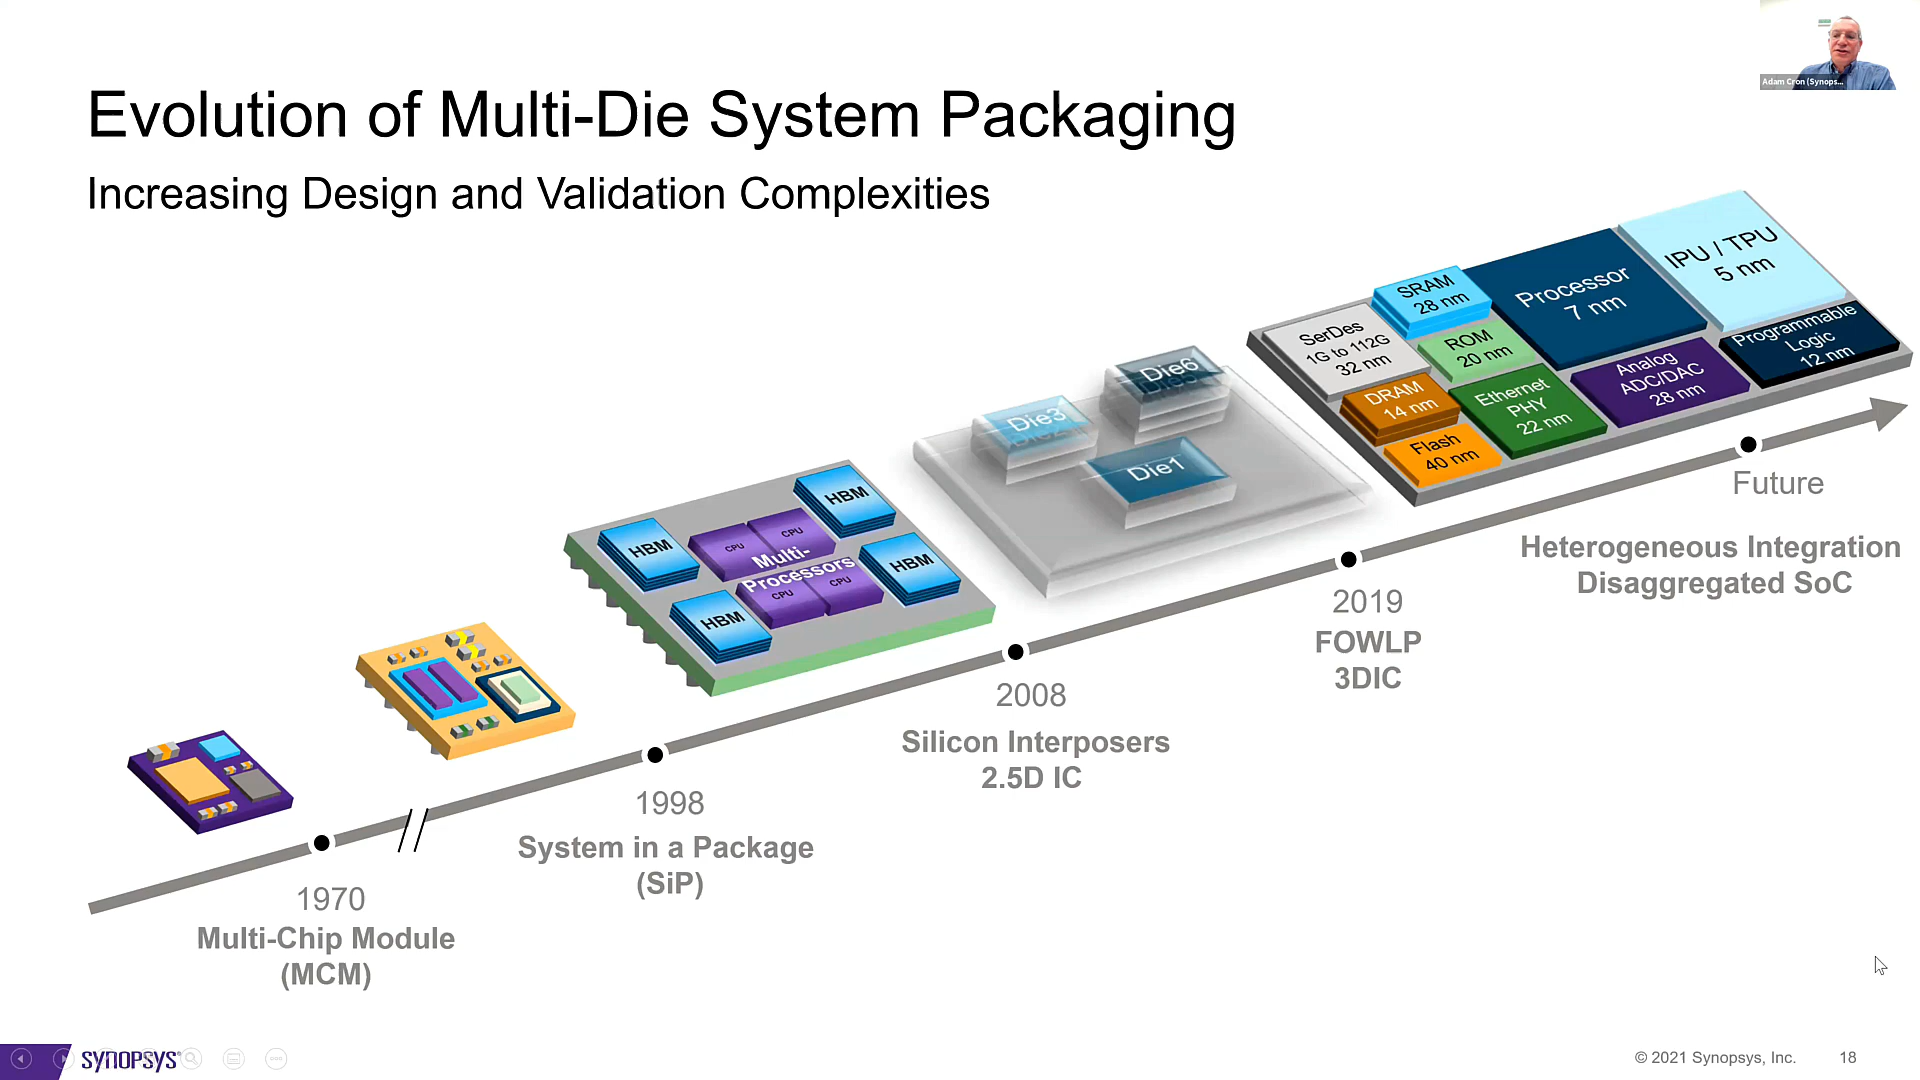 Adam Cron (Synops...
Evolution of Multi-Die System Packaging
Increasing Design and Validation Complexities
IPU / TPU
5 nm
Processor
7 nm
SRAM
28 nm
SerDes
1G to 112G
32 nm
ROM
20 nm
Programmable
Logic
12 nm
Analog
ADC/DAC
28 nm
DRAM
14 nm
Ethernet
PHY
22 nm
Flash
40 nm
Die6
Die3
Die1
HBM
HBM
HBM
HBM
CPU
CPU
Multi-
Processors
CPU
CPU
Future
Heterogeneous Integration
Disaggregated SoC
2019
FOWLP
3DIC
2008
Silicon Interposers
2.5D IC
1998
System in a Package
(SiP)
1970
Multi-Chip Module
(MCM)
SYNOPSYS
© 2021 Synopsys, Inc.
18